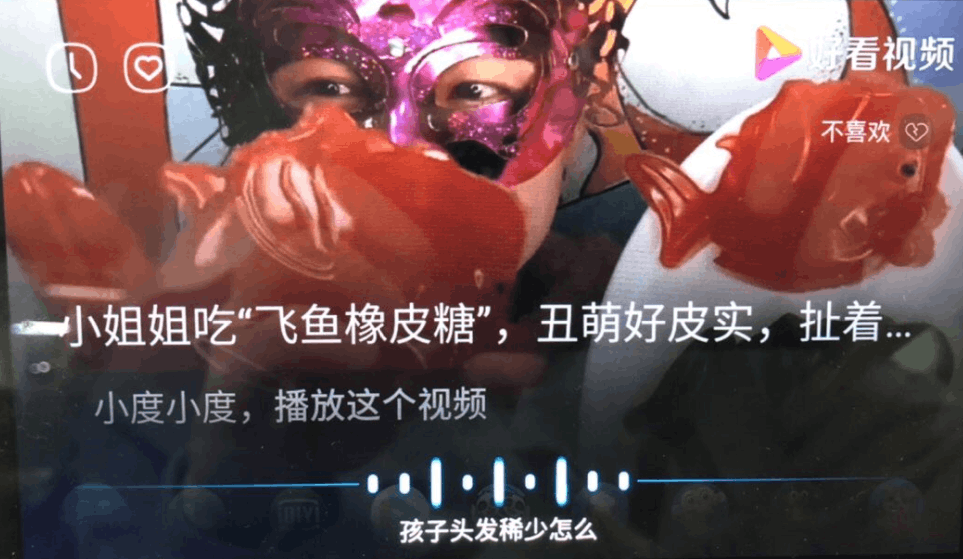 好看视频
不喜欢
小姐姐吃“飞鱼橡皮糖”，丑萌好皮实，扯着...
小度小度，播放这个视频
DIY
孩子头发稀少怎么